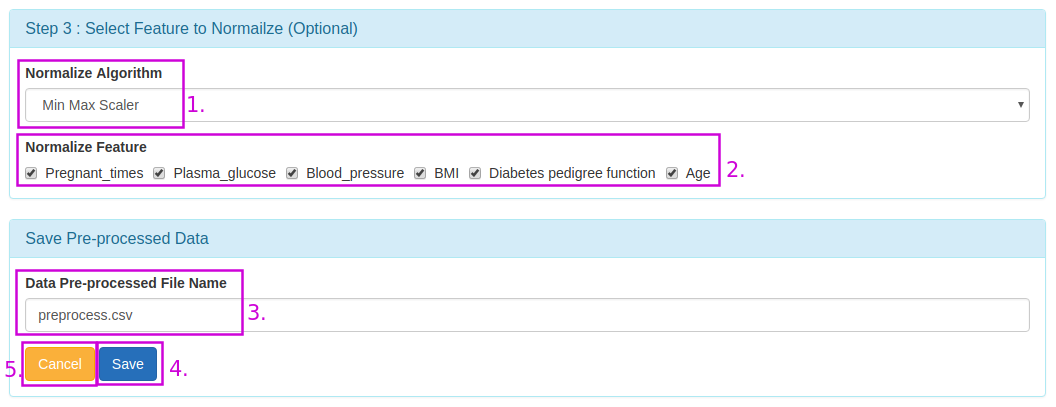 Step 3 : Select Feature to Normailze (Optional)
Normalize Algorithm
Min Max Scaler
1.
Normalize Feature
Pregnant_times Plasma_glucose Blood_pressure BMI Diabetes pedigree function Age
2.
Save Pre-processed Data
Data Pre-processed File Name
preprocess.csv
3.
5. Cancel Save 4.